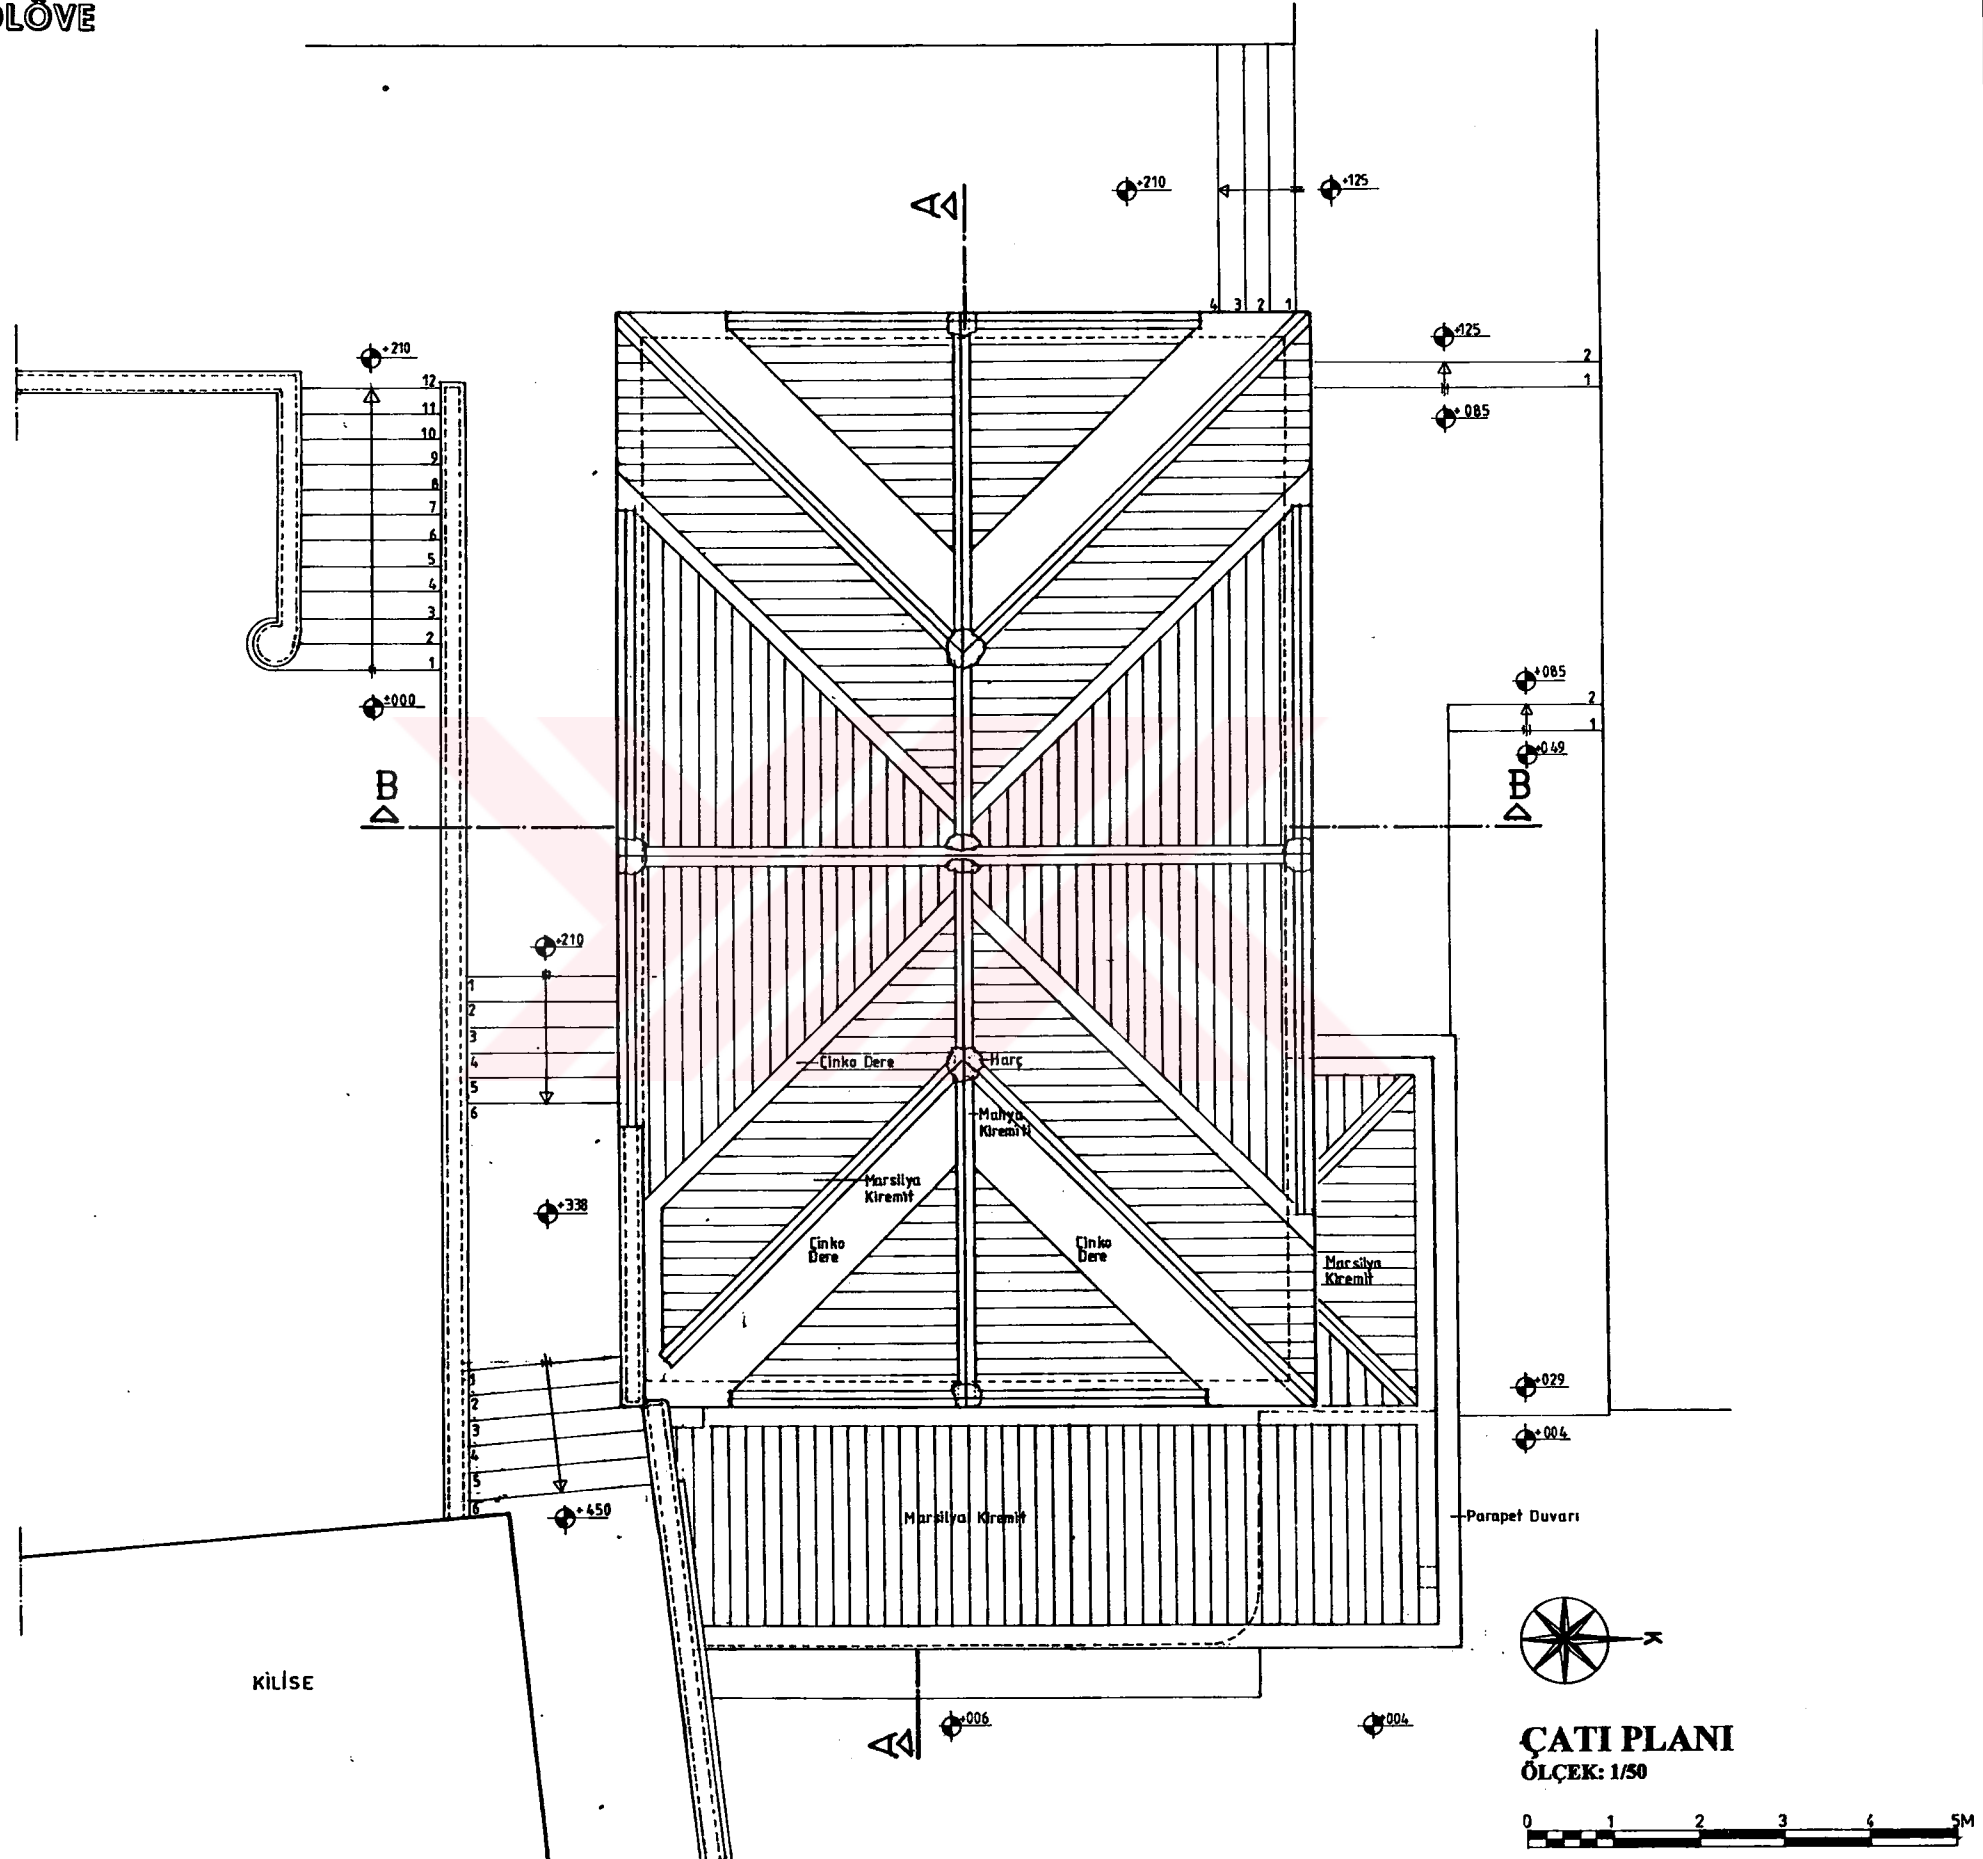 +210
+125
4 3 2 1
+125
2
1
+085
+210
12
11
10
9
8
7
6
5
4
3
2
1
±000
+085
2
1
+049
B
B
+210
1
2
3
4
5
6
Çinko Dere
Harç
Mahya
Kiremiti
Marsilya
Kiremit
+338
Çinko
Dere
Çinko
Dere
Marsilya
Kiremit
1
2
3
4
5
6
+029
+004
+450
Marsilya Kiremit
Parapet Duvarı
K
KİLİSE
A
A
+006
+004
ÇATI PLANI
ÖLÇEK: 1/50
0 1 2 3 4 5M